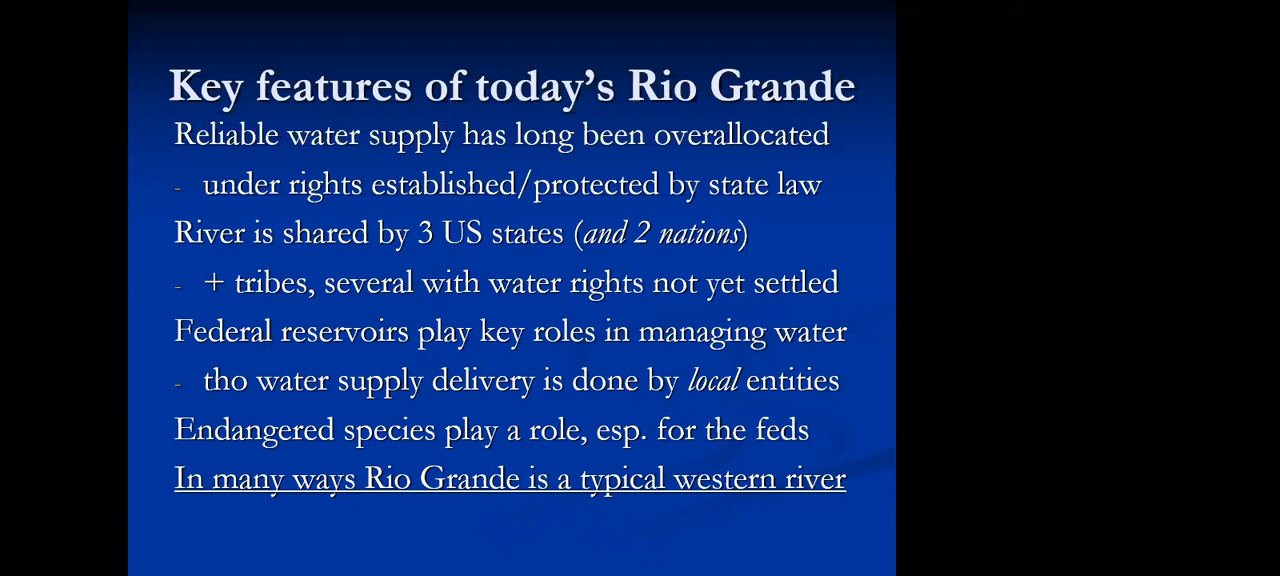 Key features of today's Rio Grande
Reliable water supply has long been overallocated
- under rights established/protected by state law
River is shared by 3 US states (and 2 nations)
- + tribes, several with water rights not yet settled
Federal reservoirs play key roles in managing water
- tho water supply delivery is done by local entities
Endangered species play a role, esp. for the feds
In many ways Rio Grande is a typical western river